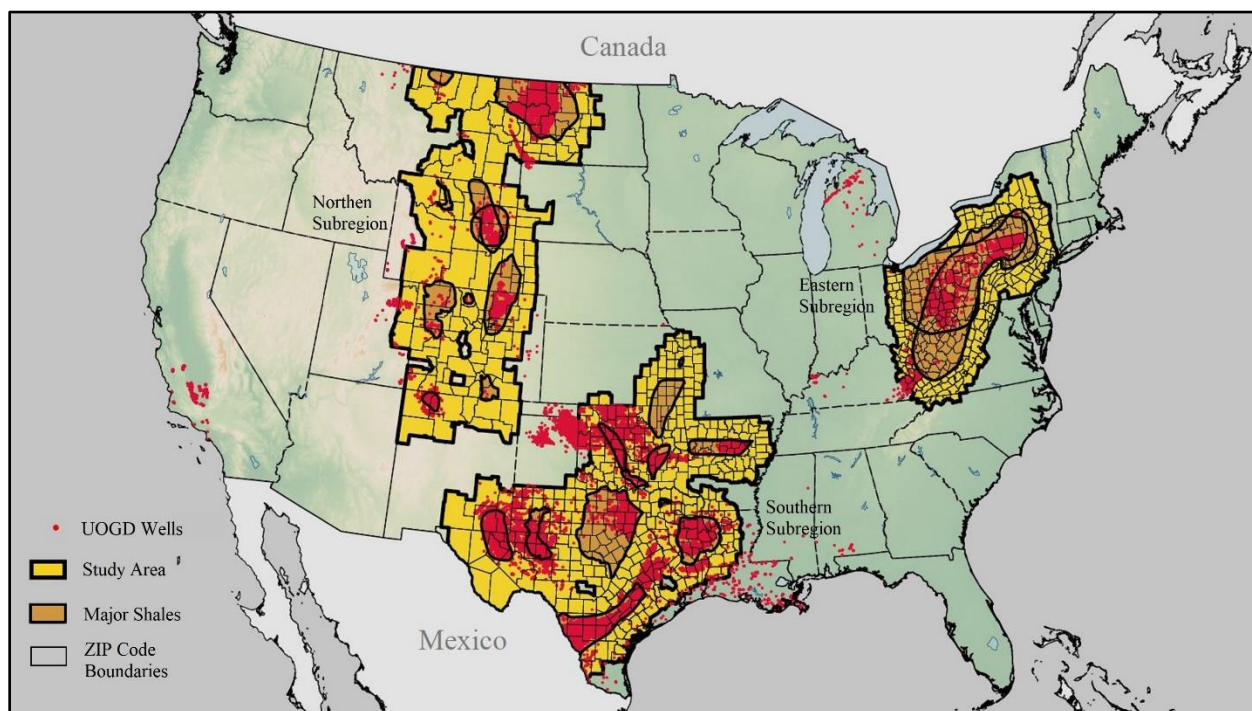 Canada
Northen
Subregion
Eastern
Subregion
Southern
Subregion
UOGD Wells
Study Area
Major Shales
ZIP Code
Boundaries
Mexico